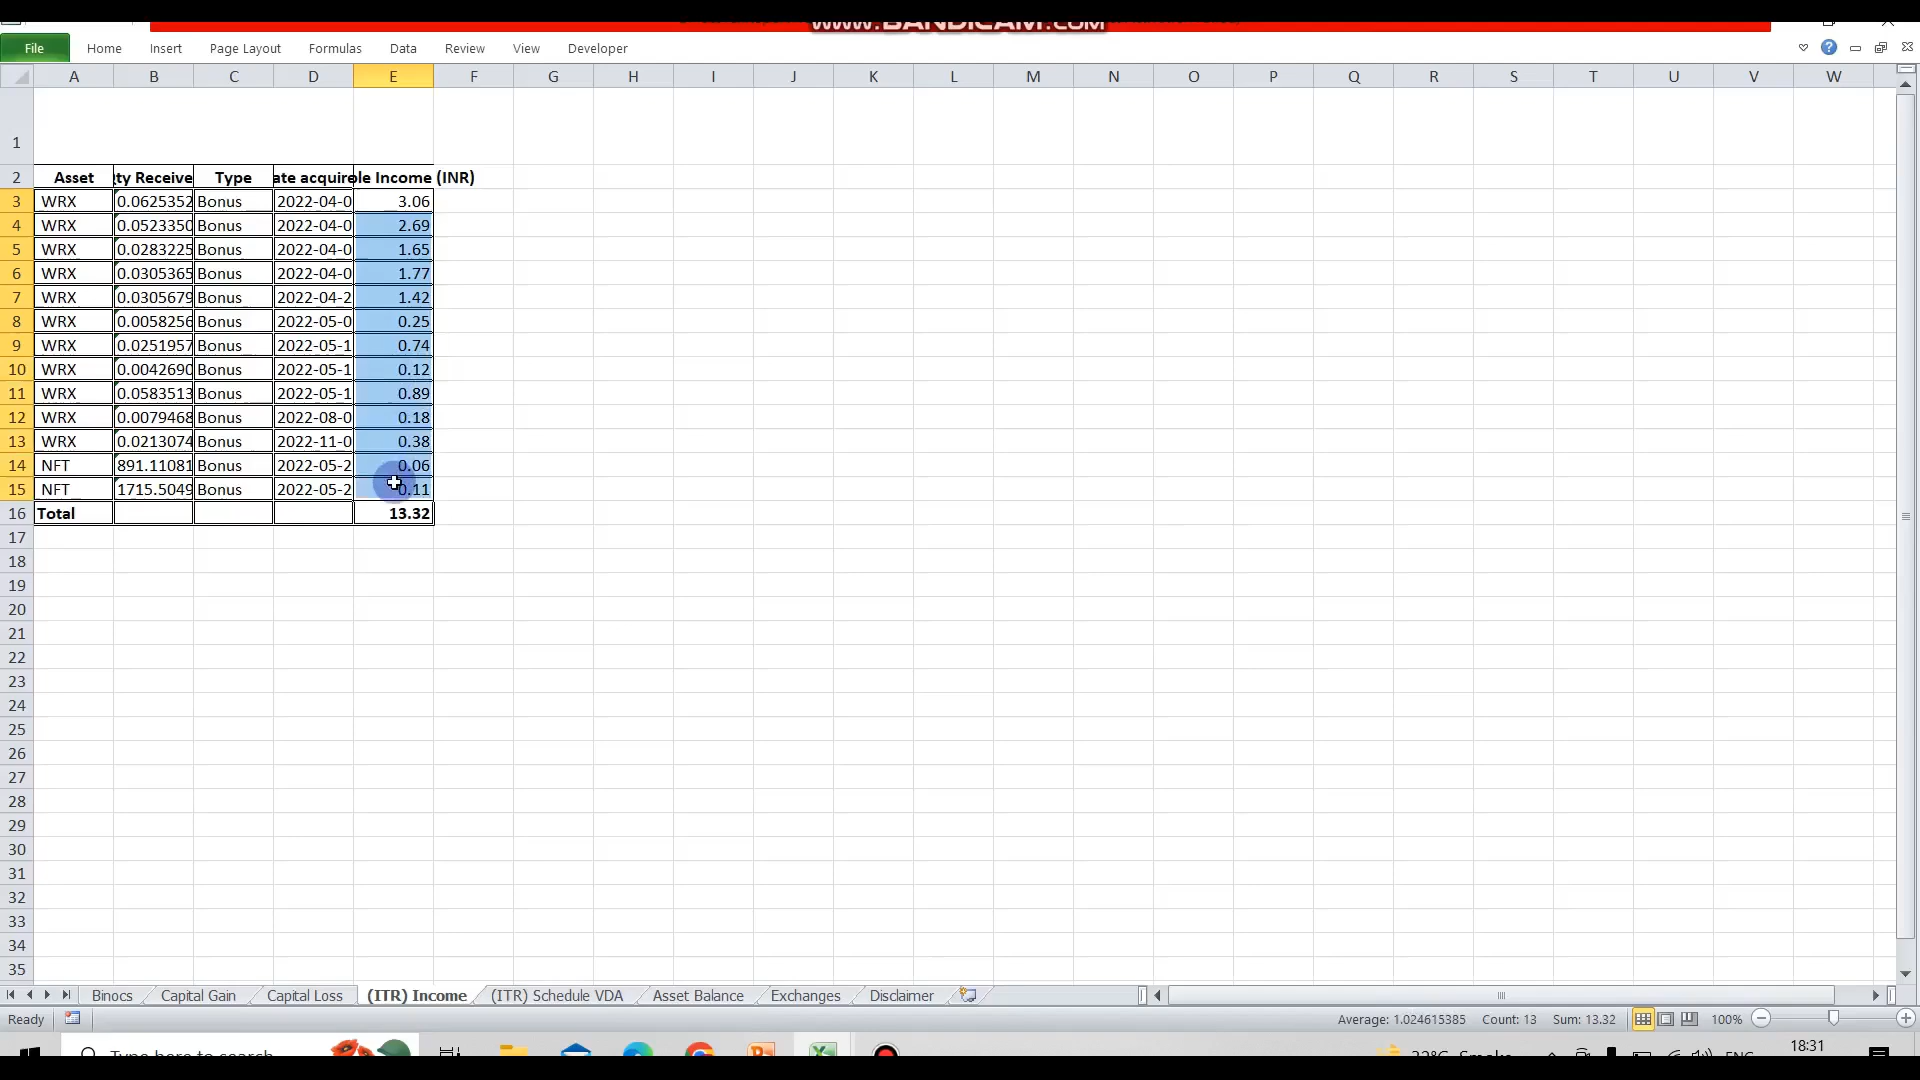 www.BANDICAM.COM
File Home Insert Page Layout Formulas Data Review View Developer
A B C D E F G H I J K L M N O P Q R S T U V W
1
2 Asset ty Receive Type ate acquire le Income (INR)
3 WRX 0.0625352 Bonus 2022-04-0 3.06
4 WRX 0.0523350 Bonus 2022-04-0 2.69
5 WRX 0.0283225 Bonus 2022-04-0 1.65
6 WRX 0.0305365 Bonus 2022-04-0 1.77
7 WRX 0.0305679 Bonus 2022-04-2 1.42
8 WRX 0.0058256 Bonus 2022-05-0 0.25
9 WRX 0.0251957 Bonus 2022-05-1 0.74
10 WRX 0.0042690 Bonus 2022-05-1 0.12
11 WRX 0.0583513 Bonus 2022-05-1 0.89
12 WRX 0.0079468 Bonus 2022-08-0 0.18
13 WRX 0.0213074 Bonus 2022-11-0 0.38
14 NFT 891.11081 Bonus 2022-05-2 0.06
15 NFT 1715.5049 Bonus 2022-05-2 0.11
16 Total 13.32
17
18
19
20
21
22
23
24
25
26
27
28
29
30
31
32
33
34
35
Binocs Capital Gain Capital Loss (ITR) Income (ITR) Schedule VDA Asset Balance Exchanges Disclaimer
Ready Average: 1.024615385 Count: 13 Sum: 13.32 100%
Type here to search Smoke ENG 18:31